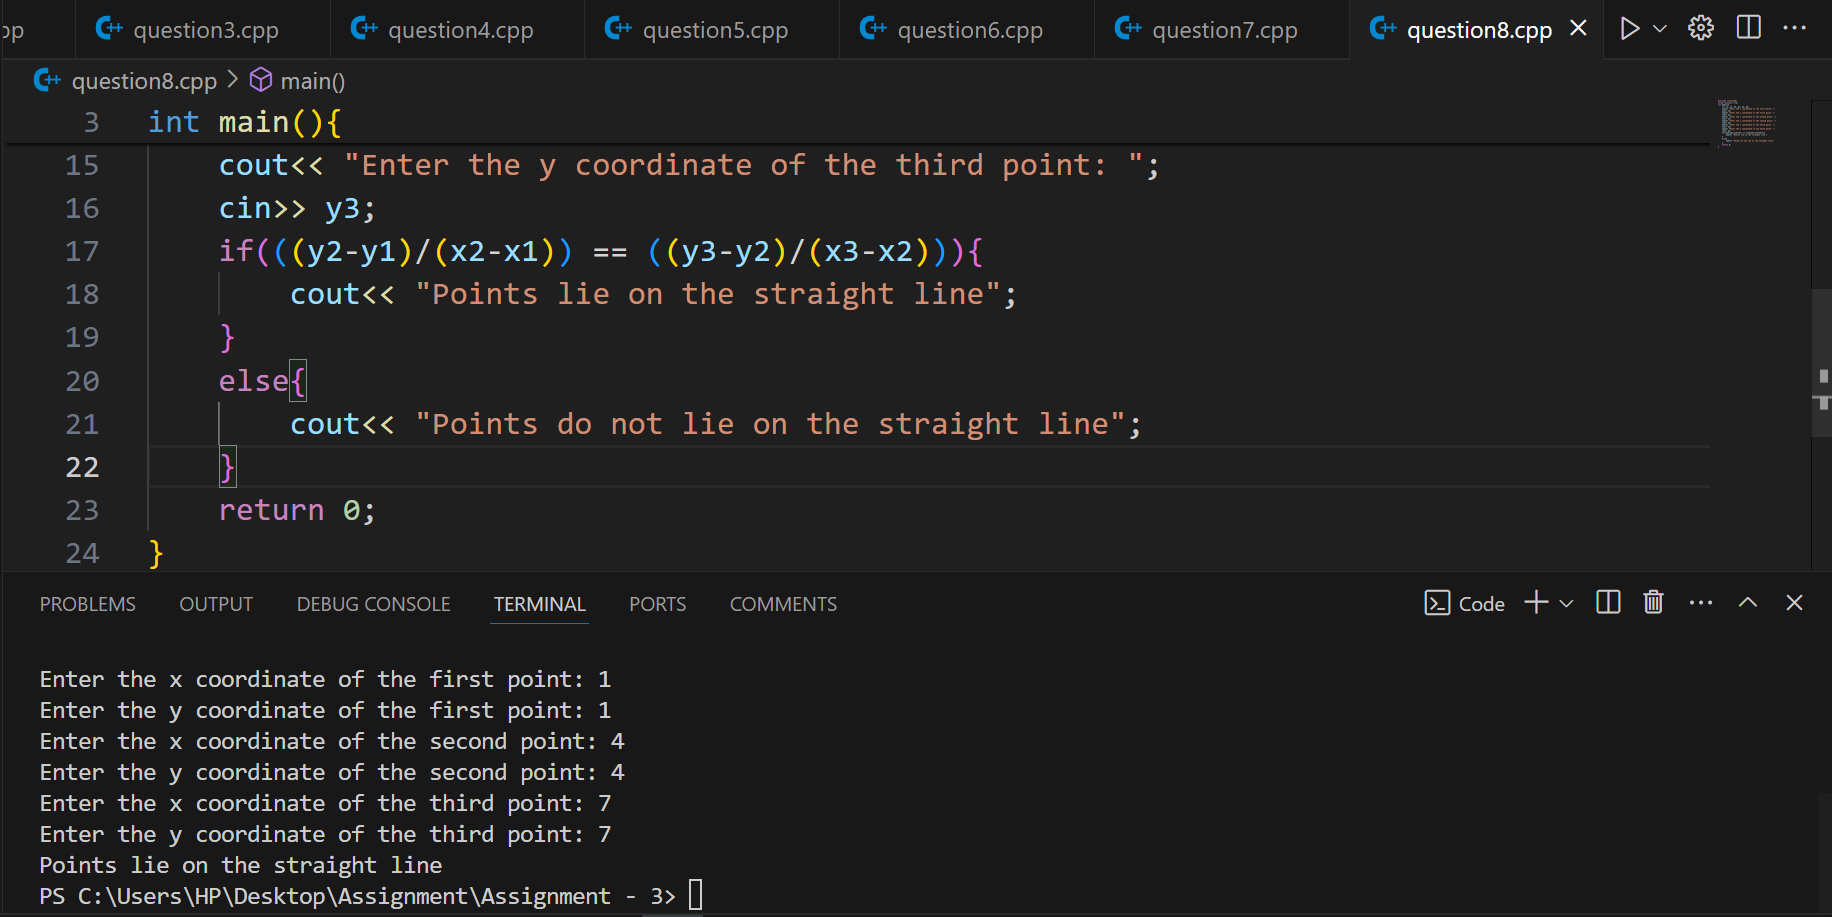 pp question3.cpp question4.cpp question5.cpp question6.cpp question7.cpp question8.cpp
question8.cpp > main()
3 int main(){
15 cout<< "Enter the y coordinate of the third point: ";
16 cin>> y3;
17 if(((y2-y1)/(x2-x1)) == ((y3-y2)/(x3-x2))){
18 cout<< "Points lie on the straight line";
19 }
20 else{
21 cout<< "Points do not lie on the straight line";
22 }
23 return 0;
24 }
PROBLEMS OUTPUT DEBUG CONSOLE TERMINAL PORTS COMMENTS Code
Enter the x coordinate of the first point: 1
Enter the y coordinate of the first point: 1
Enter the x coordinate of the second point: 4
Enter the y coordinate of the second point: 4
Enter the x coordinate of the third point: 7
Enter the y coordinate of the third point: 7
Points lie on the straight line
PS C:\Users\HP\Desktop\Assignment\Assignment - 3>